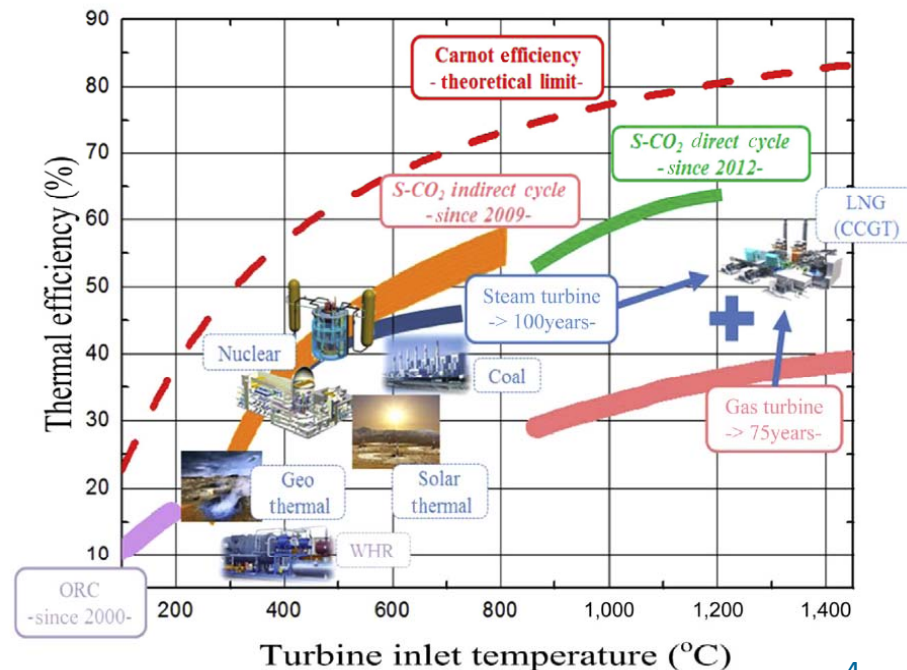 90
80
70
60
50
40
30
20
10
Thermal efficiency (%)
Carnot efficiency
- theoretical limit-
S-CO₂ direct cycle
-since 2012-
S-CO₂ indirect cycle
-since 2009-
LNG
(CCGT)
Steam turbine
-> 100years-
Nuclear
Coal
Gas turbine
-> 75years-
Geo
thermal
Solar
thermal
WHR
ORC
-since 2000-
200
400
600
800
1,000
1,200
1,400
Turbine inlet temperature (°C)
4